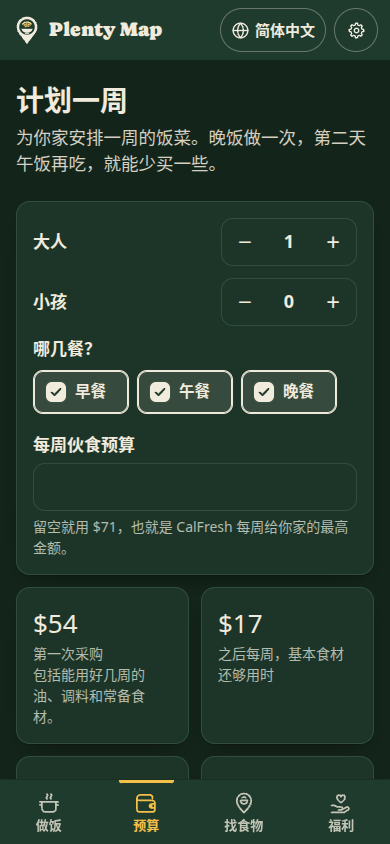 Plenty Map
简体中文
计划一周
为你家安排一周的饭菜。晚饭做一次，第二天
午饭再吃，就能少买一些。
大人
− 1 +
小孩
− 0 +
哪几餐?
早餐 午餐 晚餐
每周伙食预算
留空就用 $71，也就是 CalFresh 每周给你家的最高
金额。
$54
第一次采购
包括能用好几周的
油、调料和常备食
材。
$17
之后每周，基本食材
还够用时
做饭 预算 找食物 福利